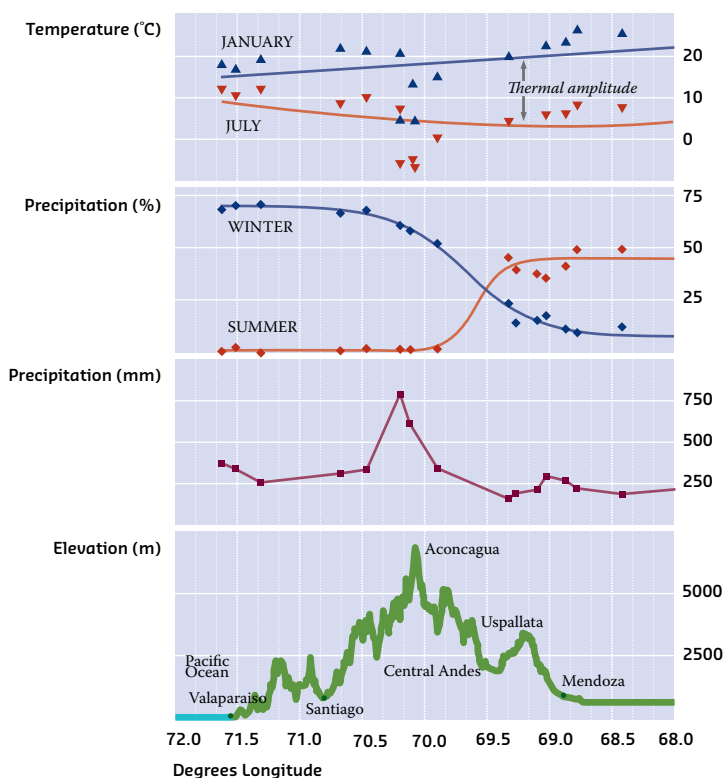 Temperature (°C)
JANUARY
20
Thermal amplitude
10
JULY
0
Precipitation (%)
75
WINTER
50
25
SUMMER
Precipitation (mm)
750
500
250
Elevation (m)
Aconcagua
5000
Uspallata
2500
Pacific
Ocean
Central Andes
Mendoza
Valaparaiso
Santiago
72.0 71.5 71.0 70.5 70.0 69.5 69.0 68.5 68.0
Degrees Longitude